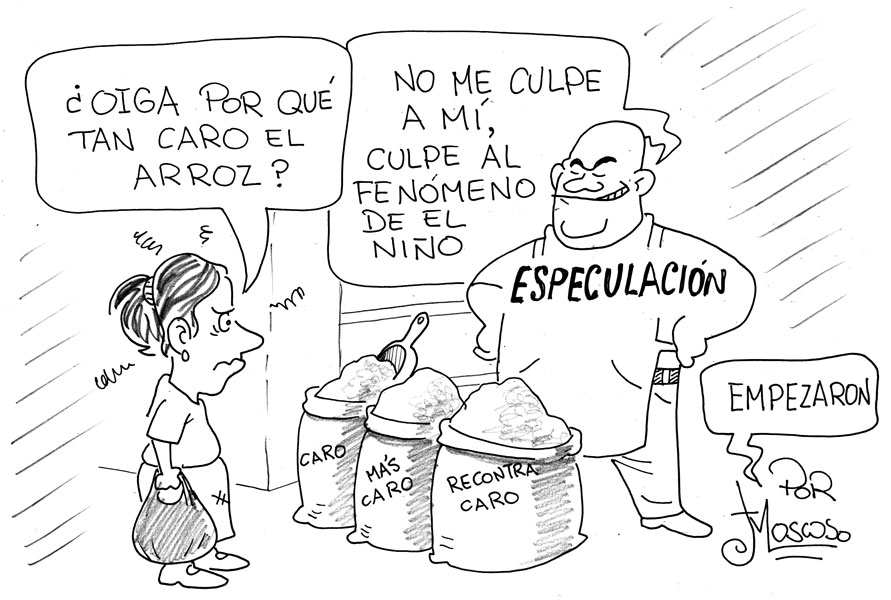 ¿OIGA POR QUÉ
TAN CARO EL
ARROZ?
NO ME CULPE
A MÍ,
CULPE AL
FENÓMENO
DE EL
NIÑO
ESPECULACIÓN
CARO
MÁS
CARO
RECONTRA
CARO
EMPEZARON
POR
JMOSCOSO